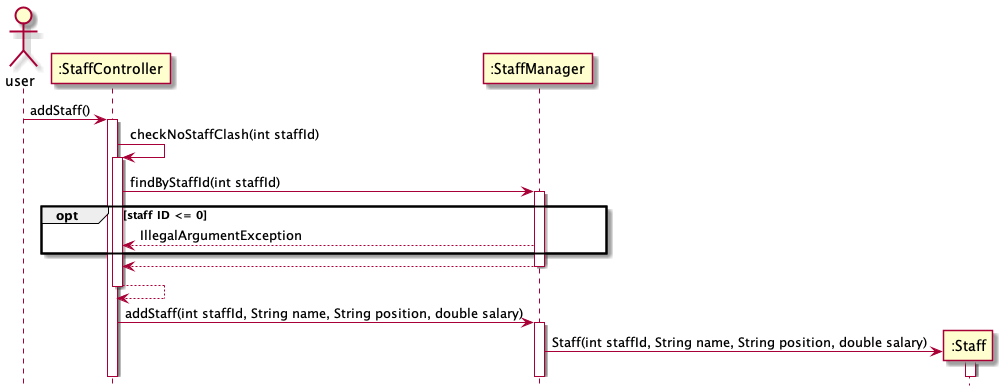 user
:StaffController
:StaffManager
addStaff()
checkNoStaffClash(int staffId)
findByStaffId(int staffId)
opt [staff ID <= 0]
IllegalArgumentException
addStaff(int staffId, String name, String position, double salary)
Staff(int staffId, String name, String position, double salary)
:Staff